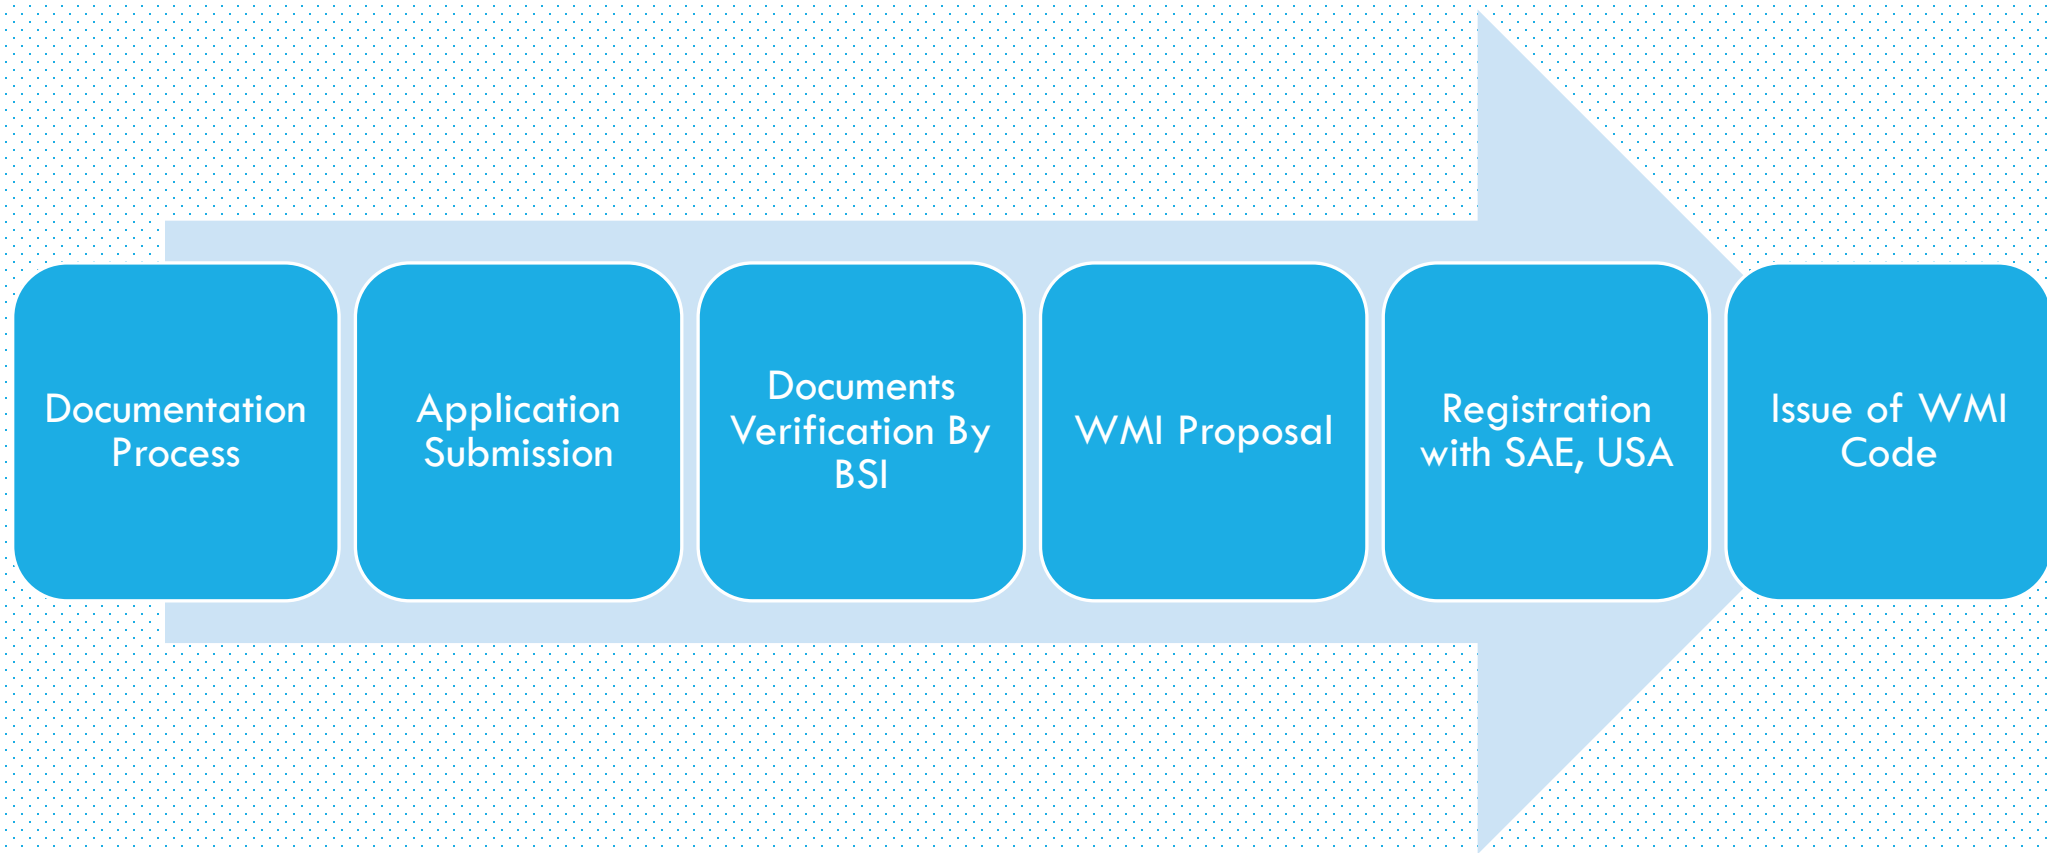 Documentation
Process
Application
Submission
Documents
Verification By
BSI
WMI Proposal
Registration
with SAE, USA
Issue of WMI
Code